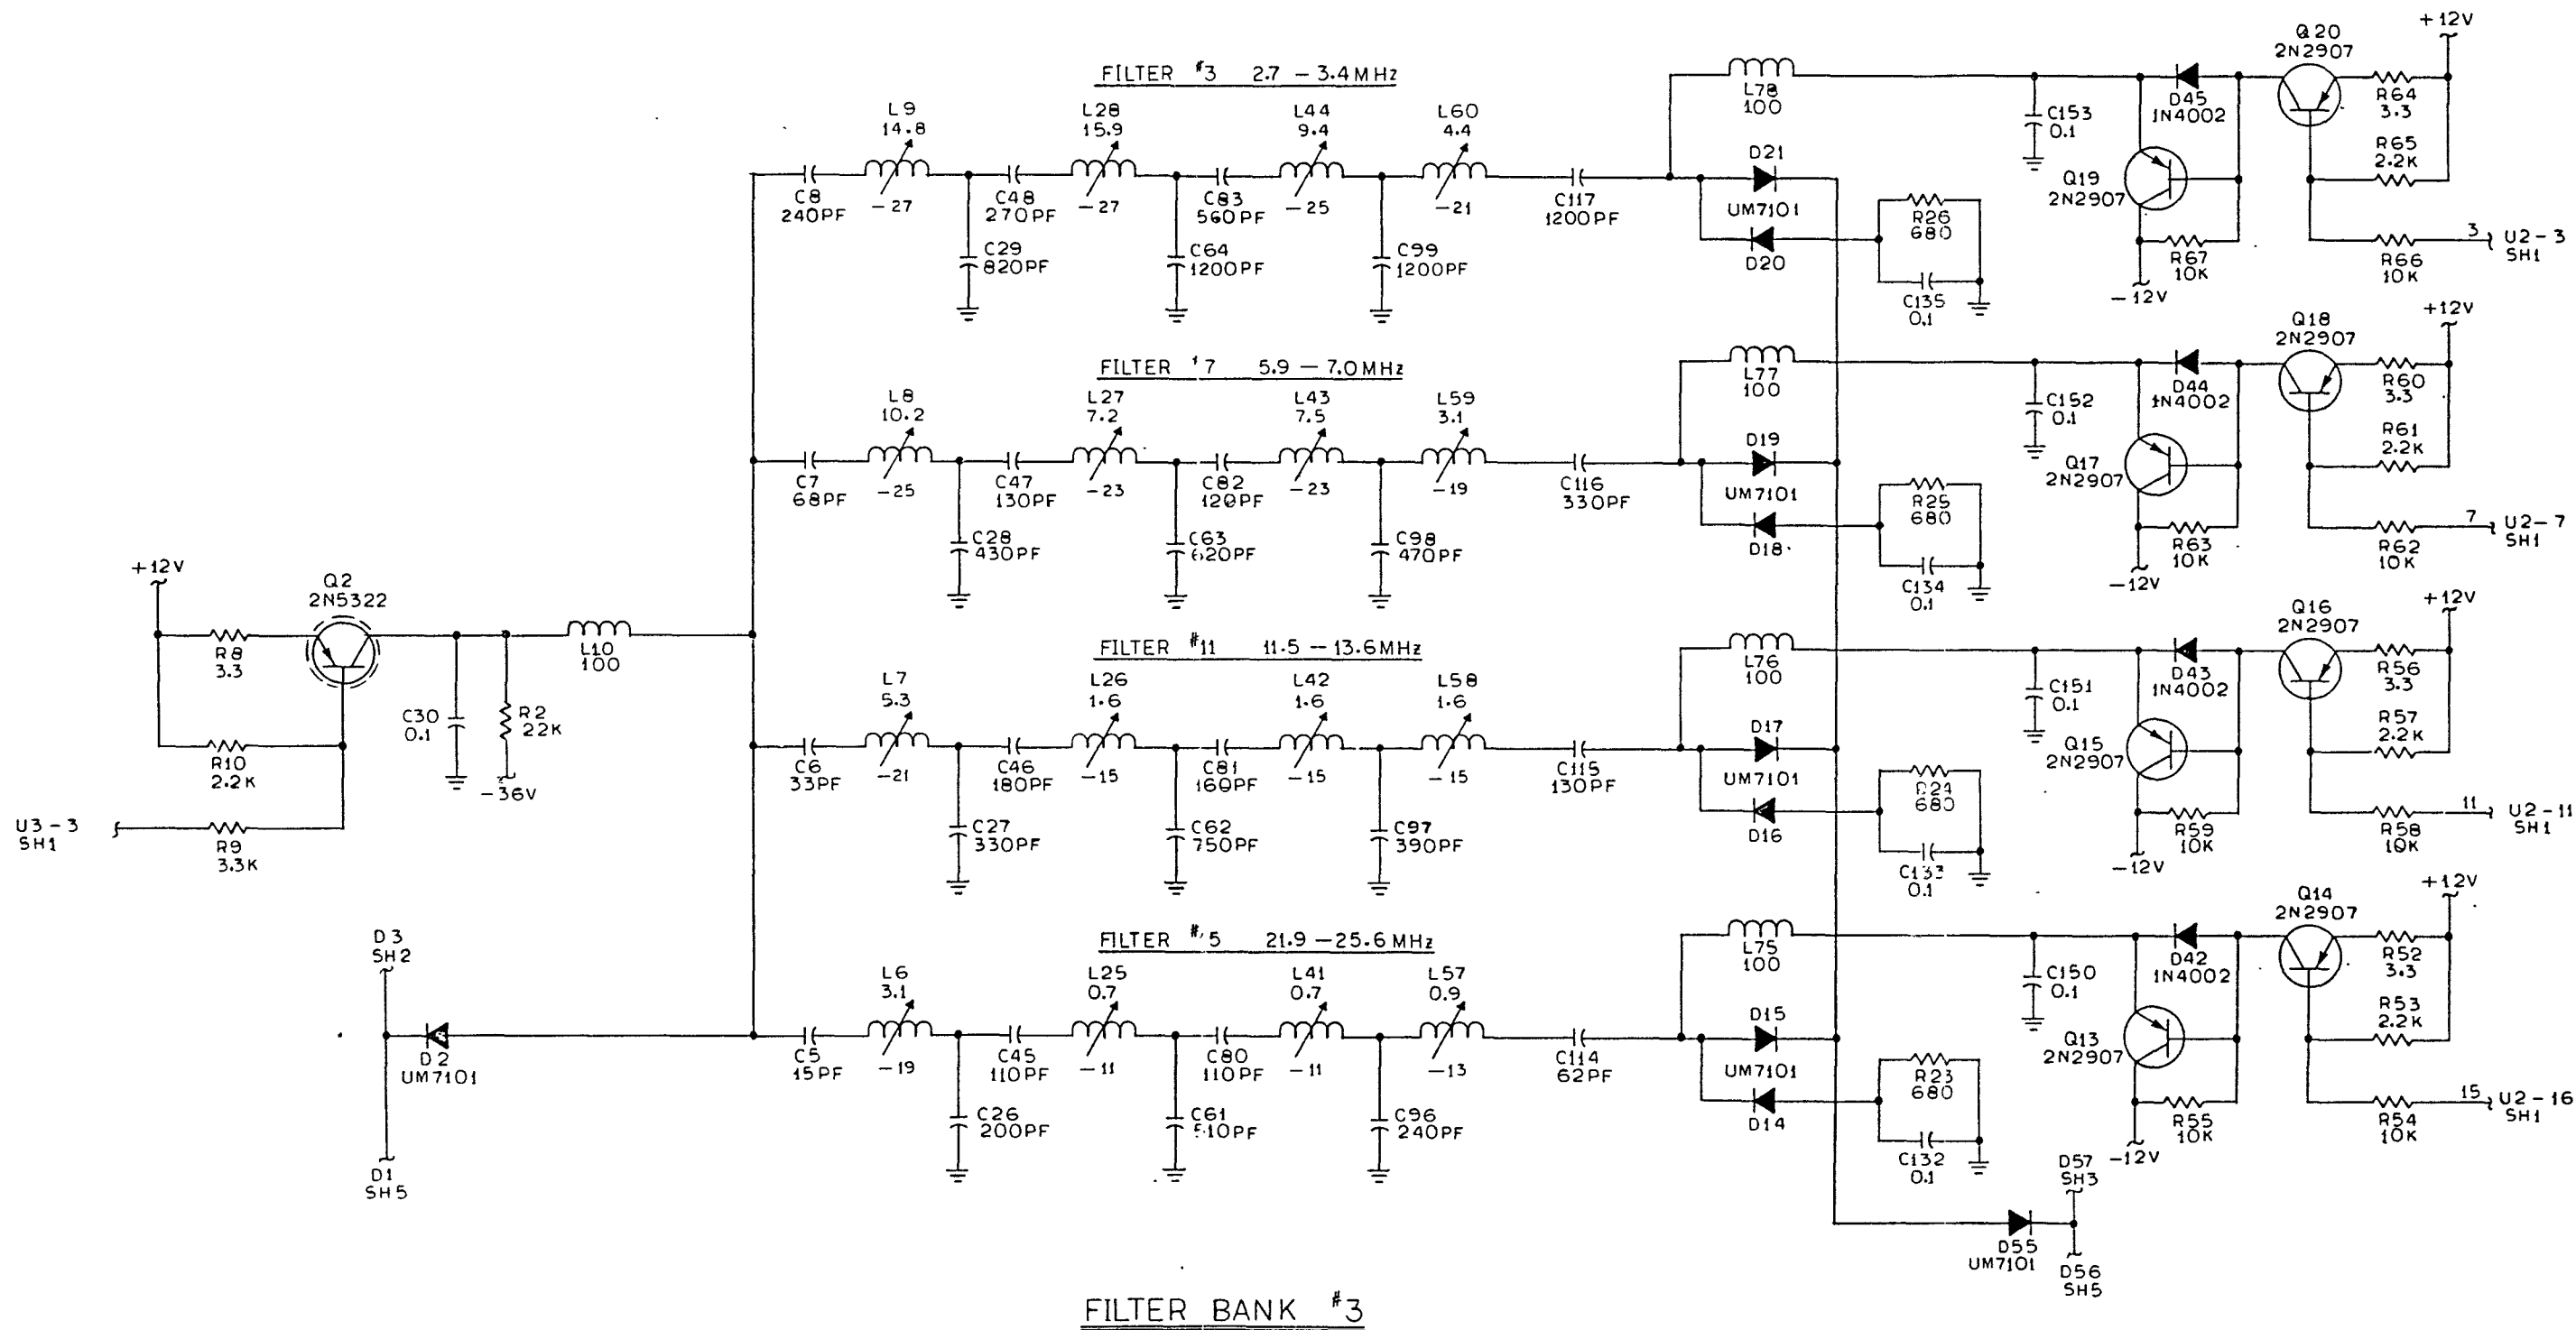 FILTER #3 2.7 – 3.4 MHz
L9
14.8
–27
C8
240PF
C29
820PF
L28
15.9
–27
C48
270PF
C64
1200PF
L44
9.4
–25
C83
560PF
C99
1200PF
L60
4.4
–21
C117
1200PF
L78
100
D21
UM7101
D20
R26
680
C135
0.1
C153
0.1
D45
1N4002
Q19
2N2907
R67
10K
–12V
Q20
2N2907
+12V
R64
3.3
R65
2.2K
R66
10K
3
U2-3
SH1
FILTER #7 5.9 – 7.0MHz
L8
10.2
–25
C7
68PF
C28
430PF
L27
7.2
–23
C47
130PF
C63
620PF
L43
7.5
–23
C82
120PF
C98
470PF
L59
3.1
–19
C116
330PF
L77
100
D19
UM7101
D18
R25
680
C134
0.1
C152
0.1
D44
1N4002
Q17
2N2907
R63
10K
–12V
Q18
2N2907
+12V
R60
3.3
R61
2.2K
R62
10K
7
U2-7
SH1
+12V
Q2
2N5322
R8
3.3
R10
2.2K
R9
3.3K
U3-3
SH1
C30
0.1
R2
22K
–36V
L10
100
FILTER #11 11.5 – 13.6MHz
L7
5.3
–21
C6
33PF
C27
330PF
L26
1.6
–15
C46
180PF
C62
750PF
L42
1.6
–15
C81
160PF
C97
390PF
L58
1.6
–15
C115
130PF
L76
100
D17
UM7101
D16
R24
680
C133
0.1
C151
0.1
D43
1N4002
Q15
2N2907
R59
10K
–12V
Q16
2N2907
+12V
R56
3.3
R57
2.2K
R58
10K
11
U2-11
SH1
D3
SH2
D2
UM7101
D1
SH5
FILTER # 5 21.9 – 25.6MHz
L6
3.1
–19
C5
15PF
C26
200PF
L25
0.7
–11
C45
110PF
C61
510PF
L41
0.7
–11
C80
110PF
C96
240PF
L57
0.9
–13
C114
62PF
L75
100
D15
UM7101
D14
R23
680
C132
0.1
C150
0.1
D42
1N4002
Q13
2N2907
R55
10K
–12V
Q14
2N2907
+12V
R52
3.3
R53
2.2K
R54
10K
15
U2-16
SH1
D57
SH3
D55
UM7101
D56
SH5
FILTER BANK #3